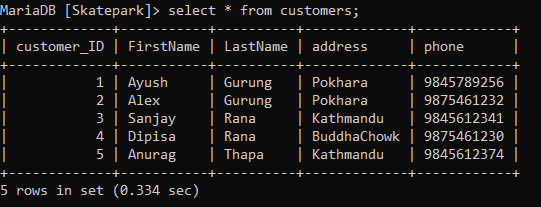 MariaDB [Skatepark]> select * from customers;
+-------------+-----------+----------+-------------+------------+
| customer_ID | FirstName | LastName | address     | phone      |
+-------------+-----------+----------+-------------+------------+
|           1 | Ayush     | Gurung   | Pokhara     | 9845789256 |
|           2 | Alex      | Gurung   | Pokhara     | 9875461232 |
|           3 | Sanjay    | Rana     | Kathmandu   | 9845612341 |
|           4 | Dipisa    | Rana     | BuddhaChowk | 9875461230 |
|           5 | Anurag    | Thapa    | Kathmandu   | 9845612374 |
+-------------+-----------+----------+-------------+------------+
5 rows in set (0.334 sec)